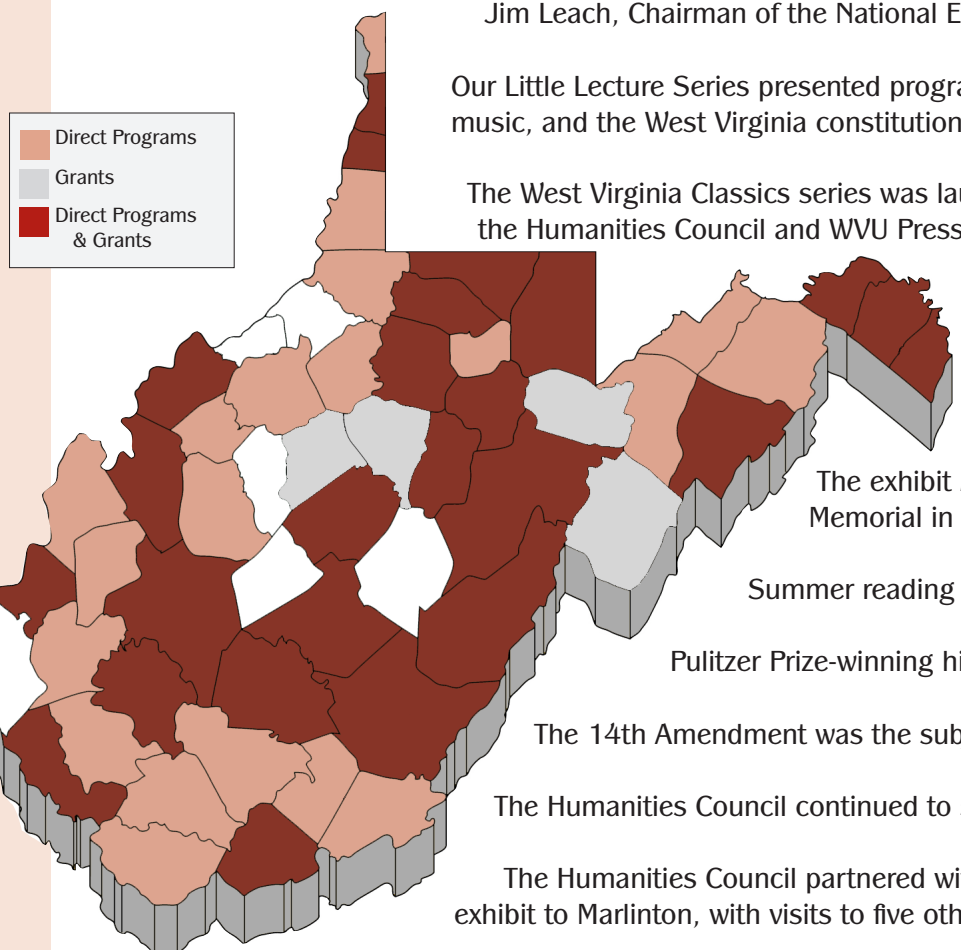 Jim Leach, Chairman of the National E
Our Little Lecture Series presented progra
music, and the West Virginia constitution
The West Virginia Classics series was lau
the Humanities Council and WVU Press
Direct Programs
Grants
Direct Programs
& Grants
The exhibit
Memorial in
Summer reading
Pulitzer Prize-winning hi
The 14th Amendment was the sub
The Humanities Council continued to
The Humanities Council partnered wi
exhibit to Marlinton, with visits to five oth